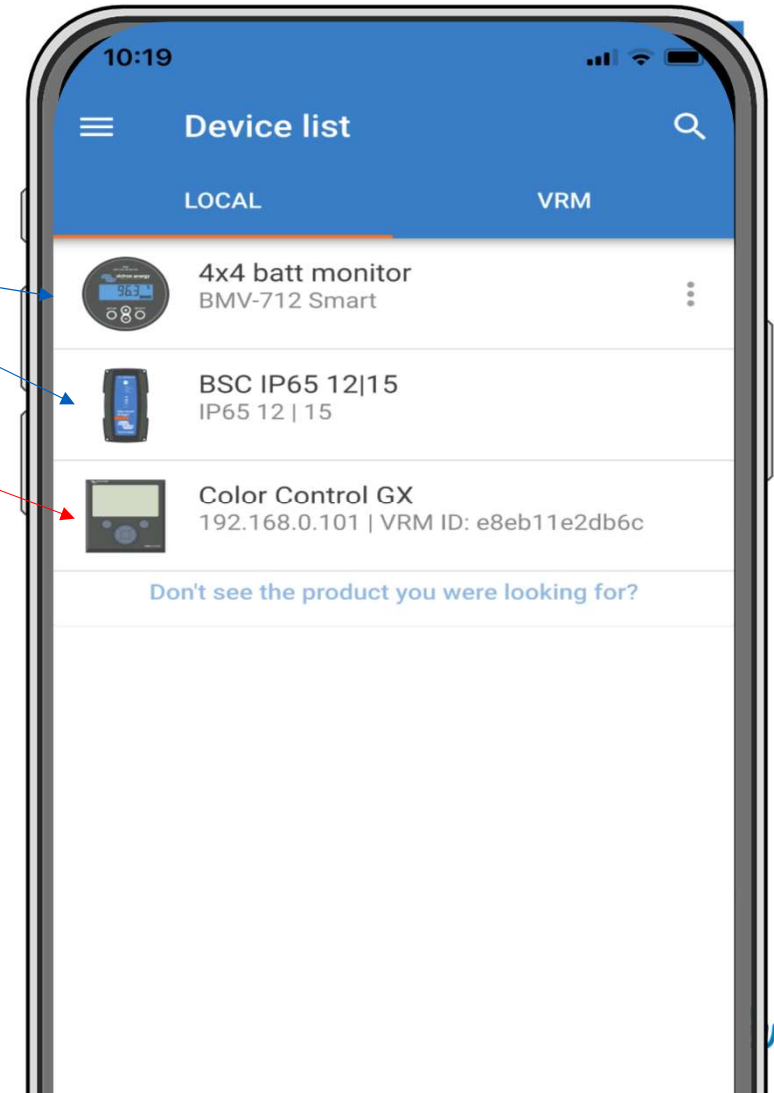 10:19
Device list
LOCAL VRM
4x4 batt monitor
BMV-712 Smart
BSC IP65 12|15
IP65 12 | 15
Color Control GX
192.168.0.101 | VRM ID: e8eb11e2db6c
Don't see the product you were looking for?